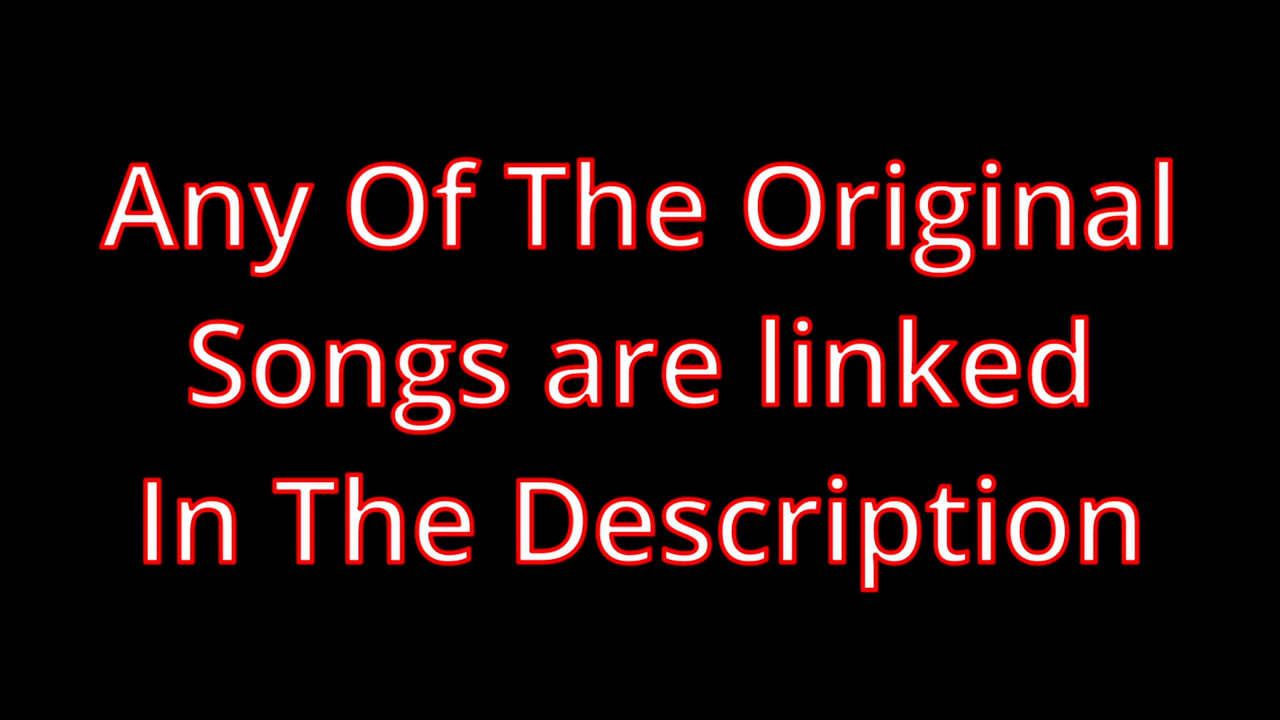 Any Of The Original
Songs are linked
In The Description